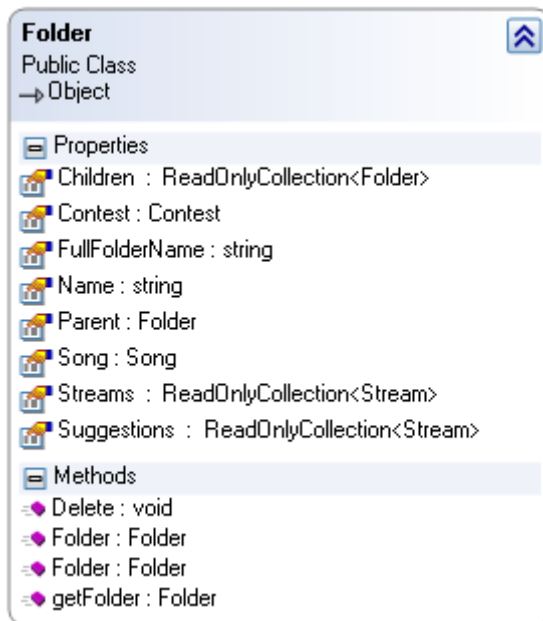 Folder
Public Class
Object
Properties
Children : ReadOnlyCollection<Folder>
Contest : Contest
FullFolderName : string
Name : string
Parent : Folder
Song : Song
Streams : ReadOnlyCollection<Stream>
Suggestions : ReadOnlyCollection<Stream>
Methods
Delete : void
Folder : Folder
Folder : Folder
getFolder : Folder